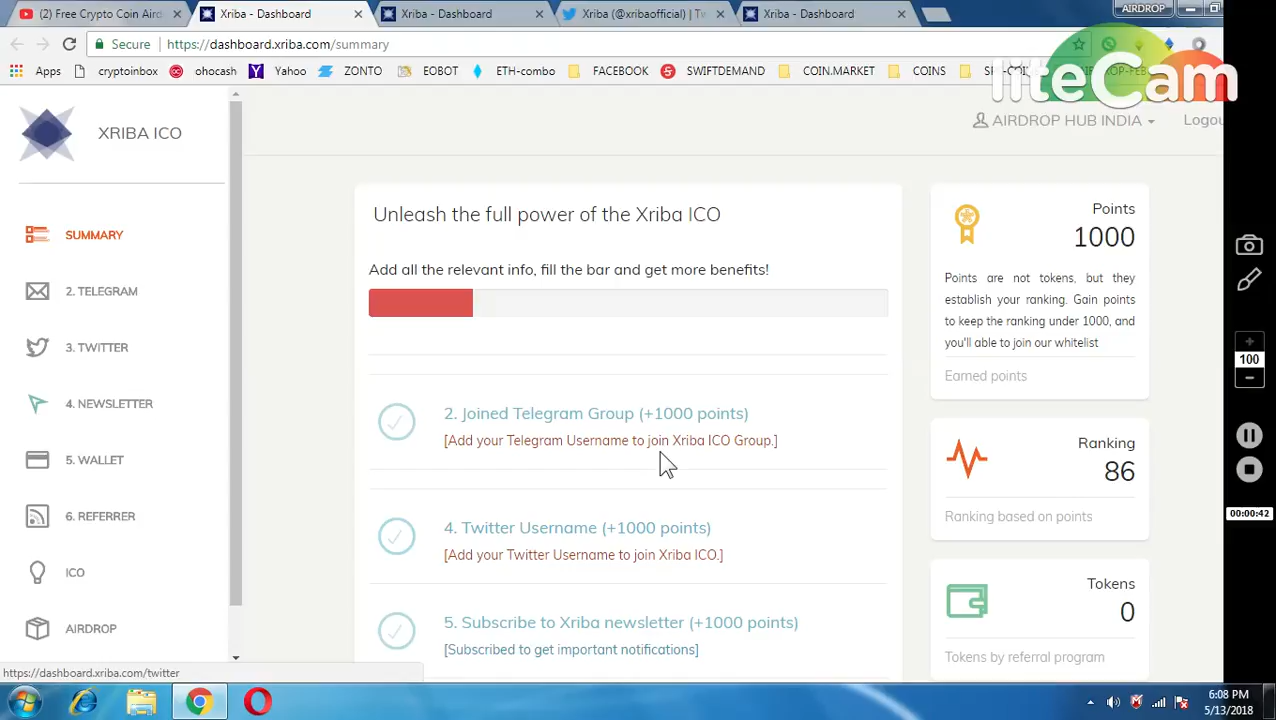 (2) Free Crypto Coin Aird
Xriba - Dashboard
Xriba - Dashboard
Xriba (@xribaofficial) | Tw
Xriba - Dashboard
AIRDROP
Secure
https://dashboard.xriba.com/summary
Apps
cryptoinbox
ohocash
Yahoo
ZONTO
EOBOT
ETH-combo
FACEBOOK
SWIFTDEMAND
COIN.MARKET
COINS
liteCam
XRIBA ICO
AIRDROP HUB INDIA
Logou
SUMMARY
2. TELEGRAM
3. TWITTER
4. NEWSLETTER
5. WALLET
6. REFERRER
ICO
AIRDROP
Unleash the full power of the Xriba ICO
Add all the relevant info, fill the bar and get more benefits!
2. Joined Telegram Group (+1000 points)
[Add your Telegram Username to join Xriba ICO Group.]
4. Twitter Username (+1000 points)
[Add your Twitter Username to join Xriba ICO.]
5. Subscribe to Xriba newsletter (+1000 points)
[Subscribed to get important notifications]
Points
1000
Points are not tokens, but they
establish your ranking. Gain points
to keep the ranking under 1000, and
you'll able to join our whitelist
Earned points
Ranking
86
Ranking based on points
Tokens
0
Tokens by referral program
100
00:00:42
https://dashboard.xriba.com/twitter
6:08 PM
5/13/2018